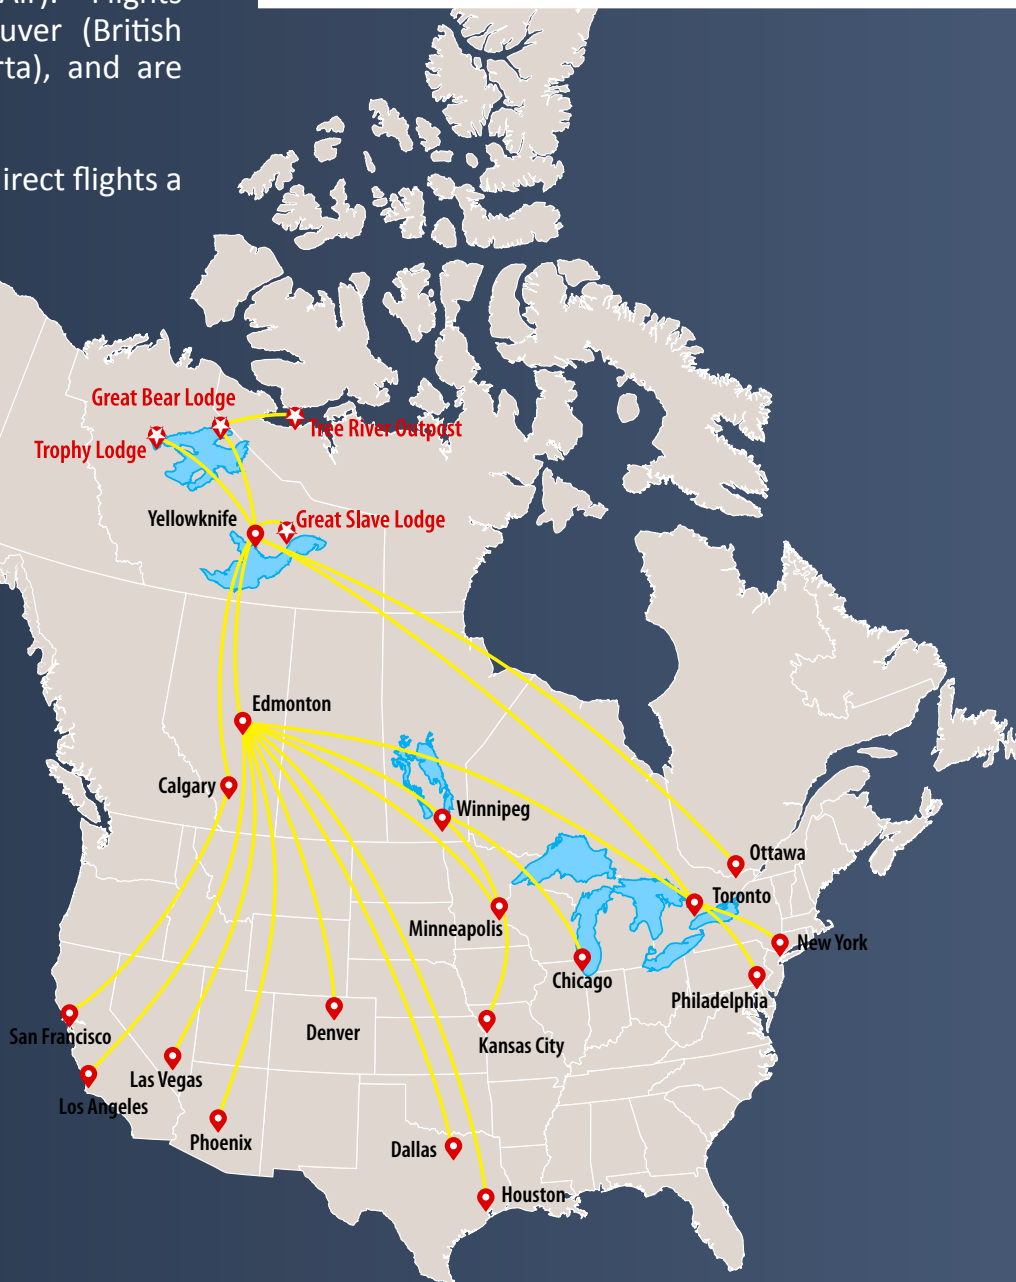 uver (British
rta), and are
irect flights a
Great Bear Lodge
Tree River Outpost
Trophy Lodge
Yellowknife
Great Slave Lodge
Edmonton
Calgary
Winnipeg
Ottawa
Toronto
Minneapolis
New York
Chicago
Philadelphia
San Francisco
Denver
Kansas City
Las Vegas
Los Angeles
Phoenix
Dallas
Houston